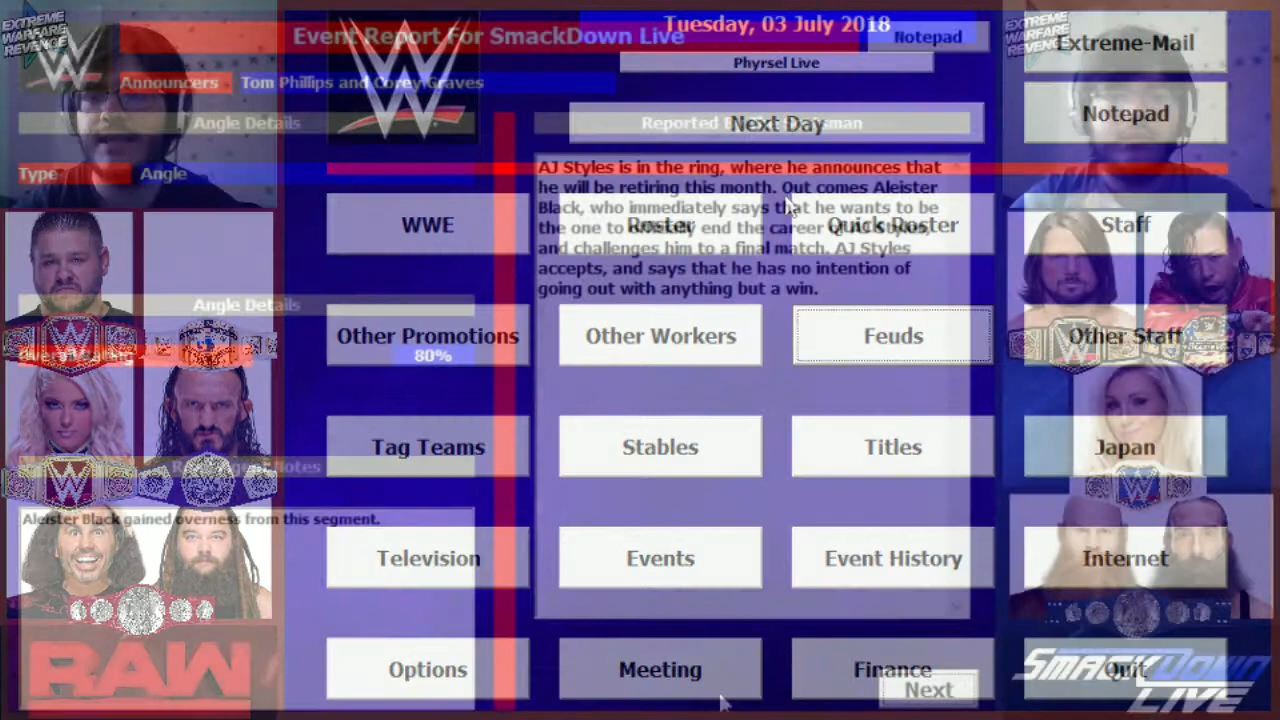 EXTREME
WARFARE
REVENGE
Event Report For SmackDown Live
Tuesday, 03 July 2018
Notepad
Phyrsel Live
EXTREME
WARFARE
REVENGE
Extreme-Mail
Announcers
Tom Phillips and Corey Graves
Angle Details
Reported
Next Day
Notepad
Type
Angle
AJ Styles is in the ring, where he announces that
he will be retiring this month. Out comes Aleister
Black, who immediately says that he wants to be
the one to end the career
and challenges him to a final match. AJ Styles
accepts, and says that he has no intention of
going out with anything but a win.
WWE
Roster
Quick Roster
Staff
Angle Details
Other Promotions
Other Workers
Feuds
Other Staff
80%
Tag Teams
Stables
Titles
Japan
Aleister Black gained overness from this segment.
Television
Events
Event History
Internet
RAW
Options
Meeting
Finance
Quit
Next
SMACKDOWN
LIVE